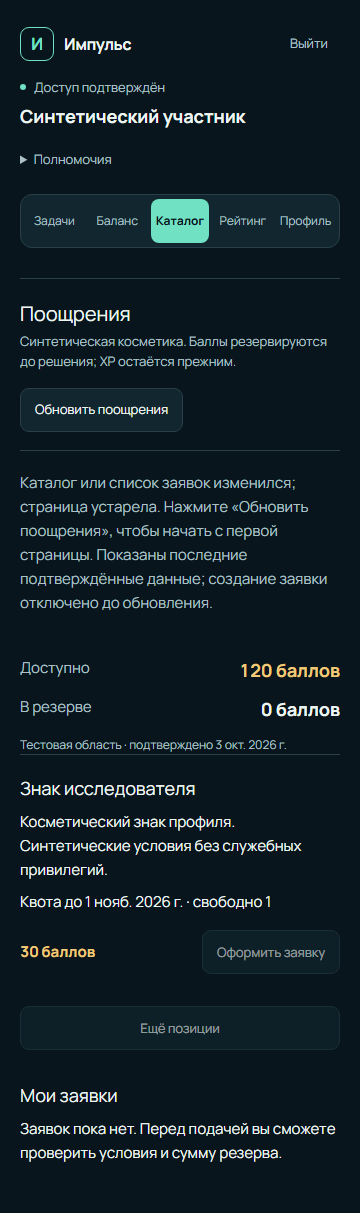 И Импульс Выйти
Доступ подтверждён
Синтетический участник
Полномочия
Задачи Баланс Каталог Рейтинг Профиль
Поощрения
Синтетическая косметика. Баллы резервируются
до решения; XP остаётся прежним.
Обновить поощрения
Каталог или список заявок изменился;
страница устарела. Нажмите «Обновить
поощрения», чтобы начать с первой
страницы. Показаны последние
подтверждённые данные; создание заявки
отключено до обновления.
Доступно 120 баллов
В резерве 0 баллов
Тестовая область · подтверждено 3 окт. 2026 г.
Знак исследователя
Косметический знак профиля.
Синтетические условия без служебных
привилегий.
Квота до 1 нояб. 2026 г. · свободно 1
30 баллов Оформить заявку
Ещё позиции
Мои заявки
Заявок пока нет. Перед подачей вы сможете
проверить условия и сумму резерва.